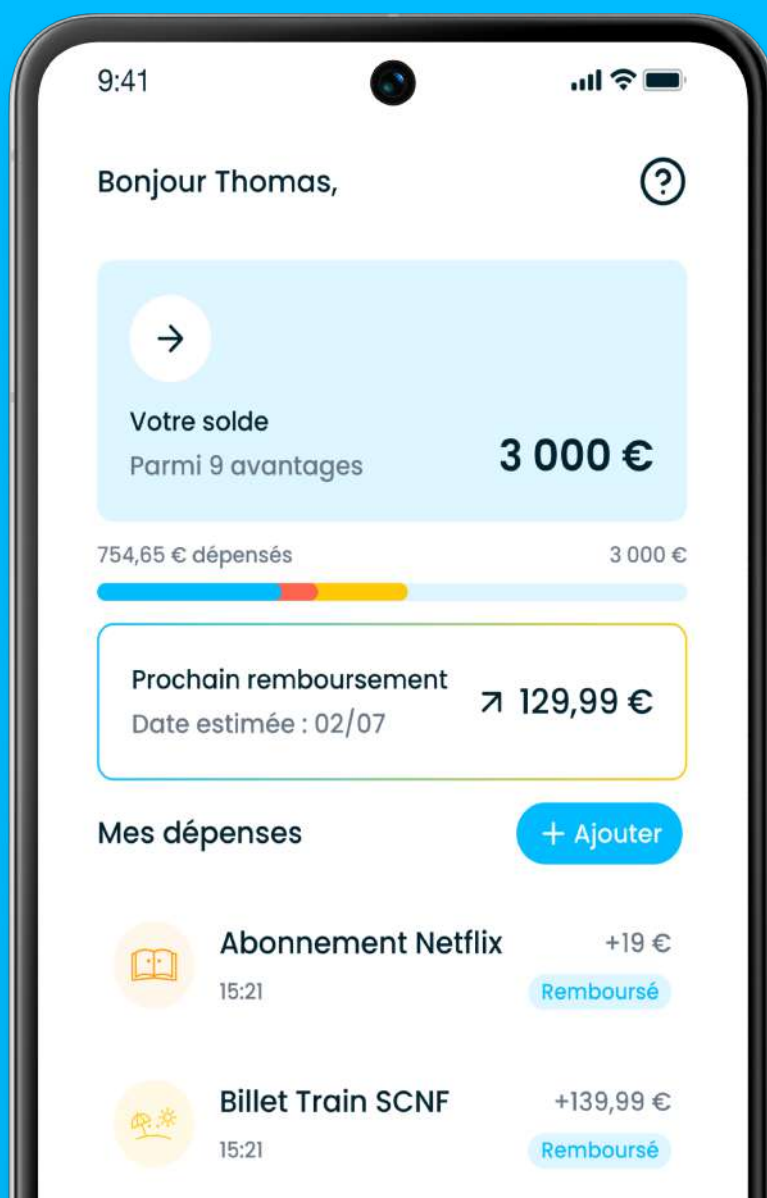 9:41
Bonjour Thomas,
Votre solde
Parmi 9 avantages
3 000 €
754,65 € dépensés
3 000 €
Prochain remboursement
Date estimée : 02/07
129,99 €
Mes dépenses
+ Ajouter
Abonnement Netflix
+19 €
15:21
Remboursé
Billet Train SCNF
+139,99 €
15:21
Remboursé